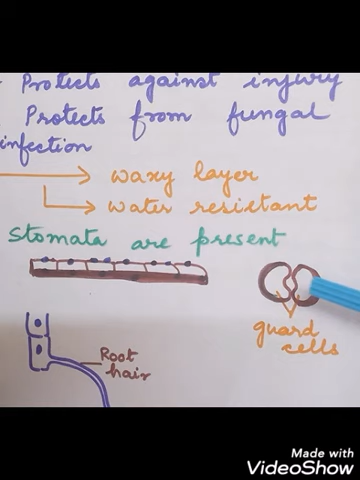 Protects against injury
Protects from fungal
infection
waxy layer
water resistant
Stomata are present
guard
cells
Root
hair
Made with
VideoShow